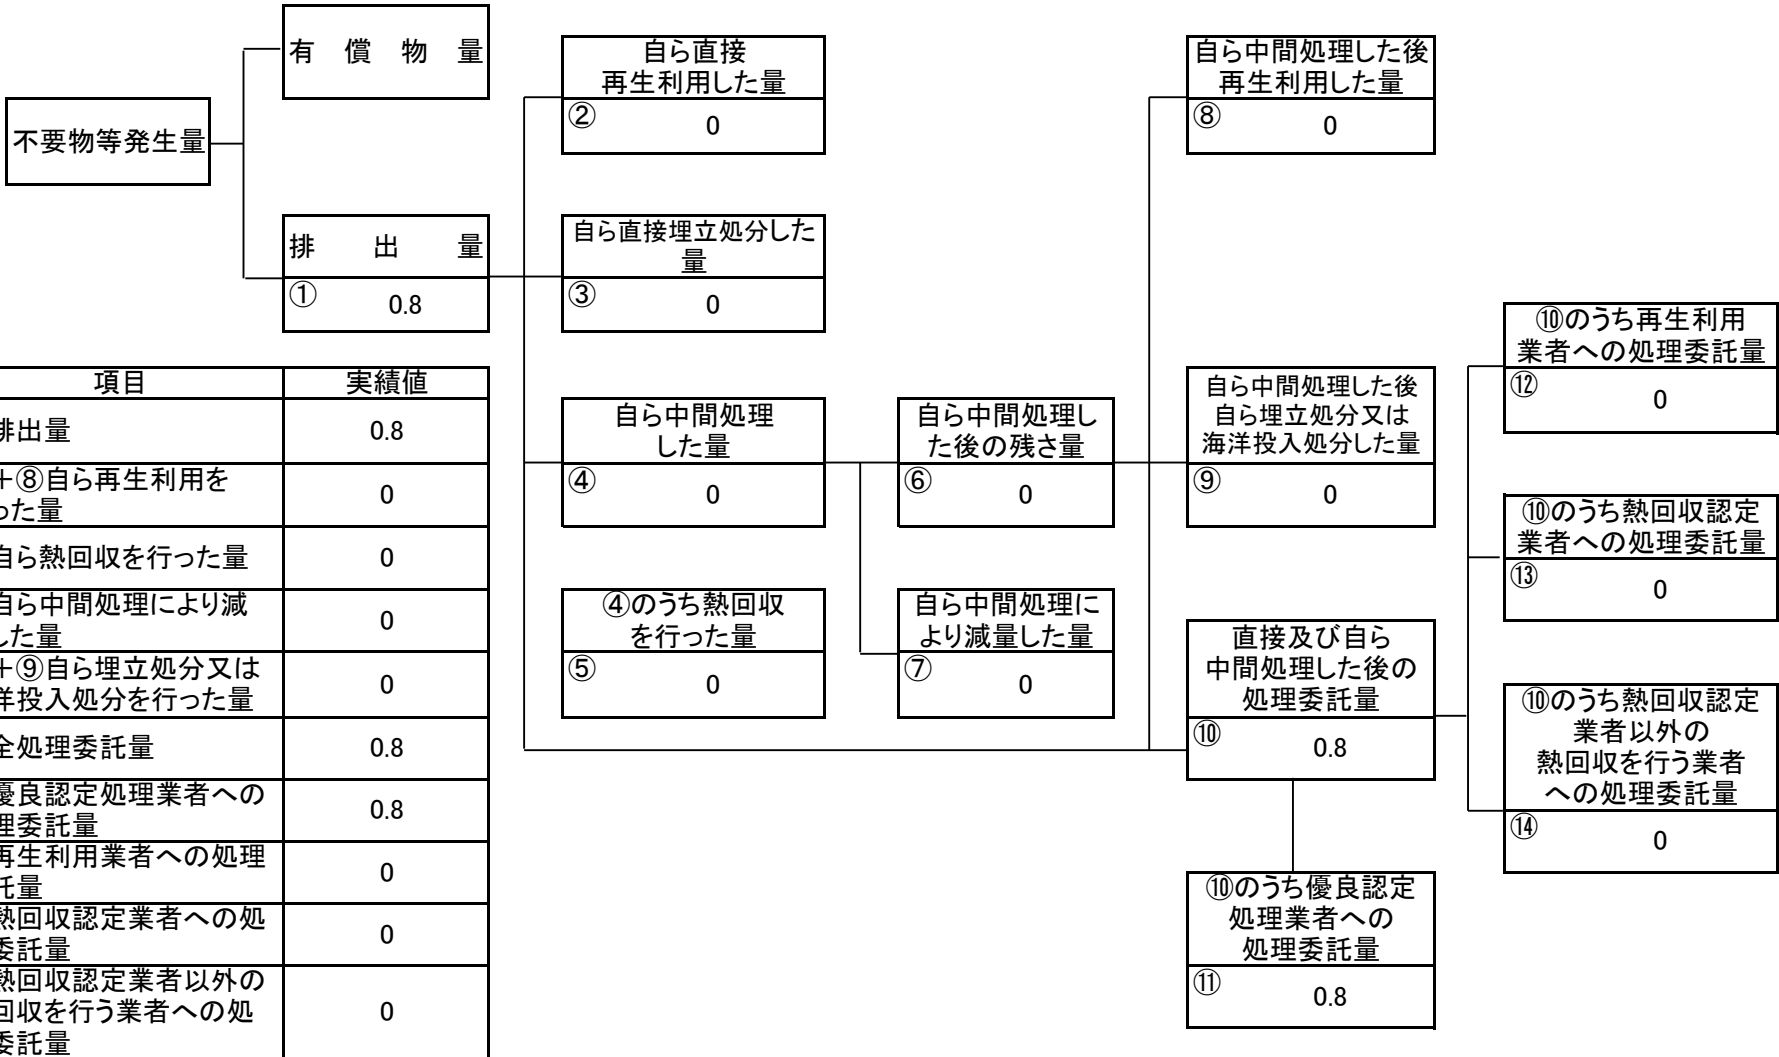 有償物量
不要物等発生量
排出量
① 0.8
自ら直接
再生利用した量
② 0
自ら直接埋立処分した
量
③ 0
自ら中間処理
した量
④ 0
④のうち熱回収
を行った量
⑤ 0
自ら中間処理し
た後の残さ量
⑥ 0
自ら中間処理に
より減量した量
⑦ 0
自ら中間処理した後
再生利用した量
⑧ 0
自ら中間処理した後
自ら埋立処分又は
海洋投入処分した量
⑨ 0
直接及び自ら
中間処理した後の
処理委託量
⑩ 0.8
⑩のうち優良認定
処理業者への
処理委託量
⑪ 0.8
⑩のうち再生利用
業者への処理委託量
⑫ 0
⑩のうち熱回収認定
業者への処理委託量
⑬ 0
⑩のうち熱回収認定
業者以外の
熱回収を行う業者
への処理委託量
⑭ 0
項目 実績値
排出量 0.8
+⑧自ら再生利用を
った量 0
自ら熱回収を行った量 0
自ら中間処理により減
した量 0
+⑨自ら埋立処分又は
洋投入処分を行った量 0
全処理委託量 0.8
優良認定処理業者への
理委託量 0.8
再生利用業者への処理
託量 0
熱回収認定業者への処
委託量 0
熱回収認定業者以外の
回収を行う業者への処
委託量 0